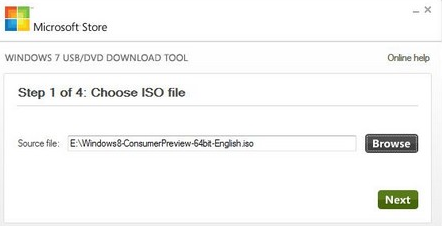 Microsoft Store
WINDOWS 7 USB/DVD DOWNLOAD TOOL Online help
Step 1 of 4: Choose ISO file
Source file: E:\Windows8-ConsumerPreview-64bit-English.iso Browse
Next